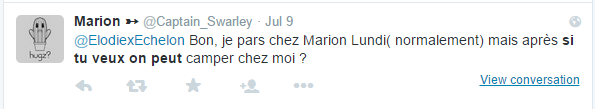 Marion ➳ @Captain_Swarley · Jul 9
@ElodiexEchelon Bon, je pars chez Marion Lundi( normalement) mais après si
tu veux on peut camper chez moi ?
hugz?
View conversation